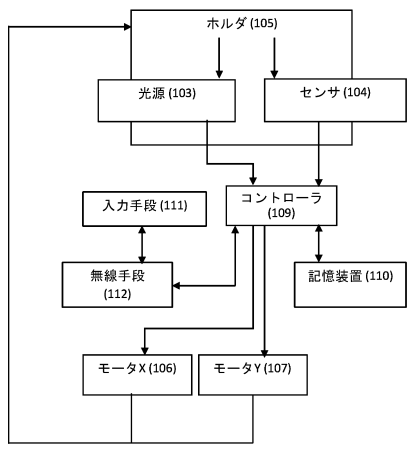 ホルダ (105)
光源 (103)
センサ (104)
コントローラ
(109)
入力手段 (111)
無線手段
(112)
記憶装置 (110)
モータX (106)
モータY (107)